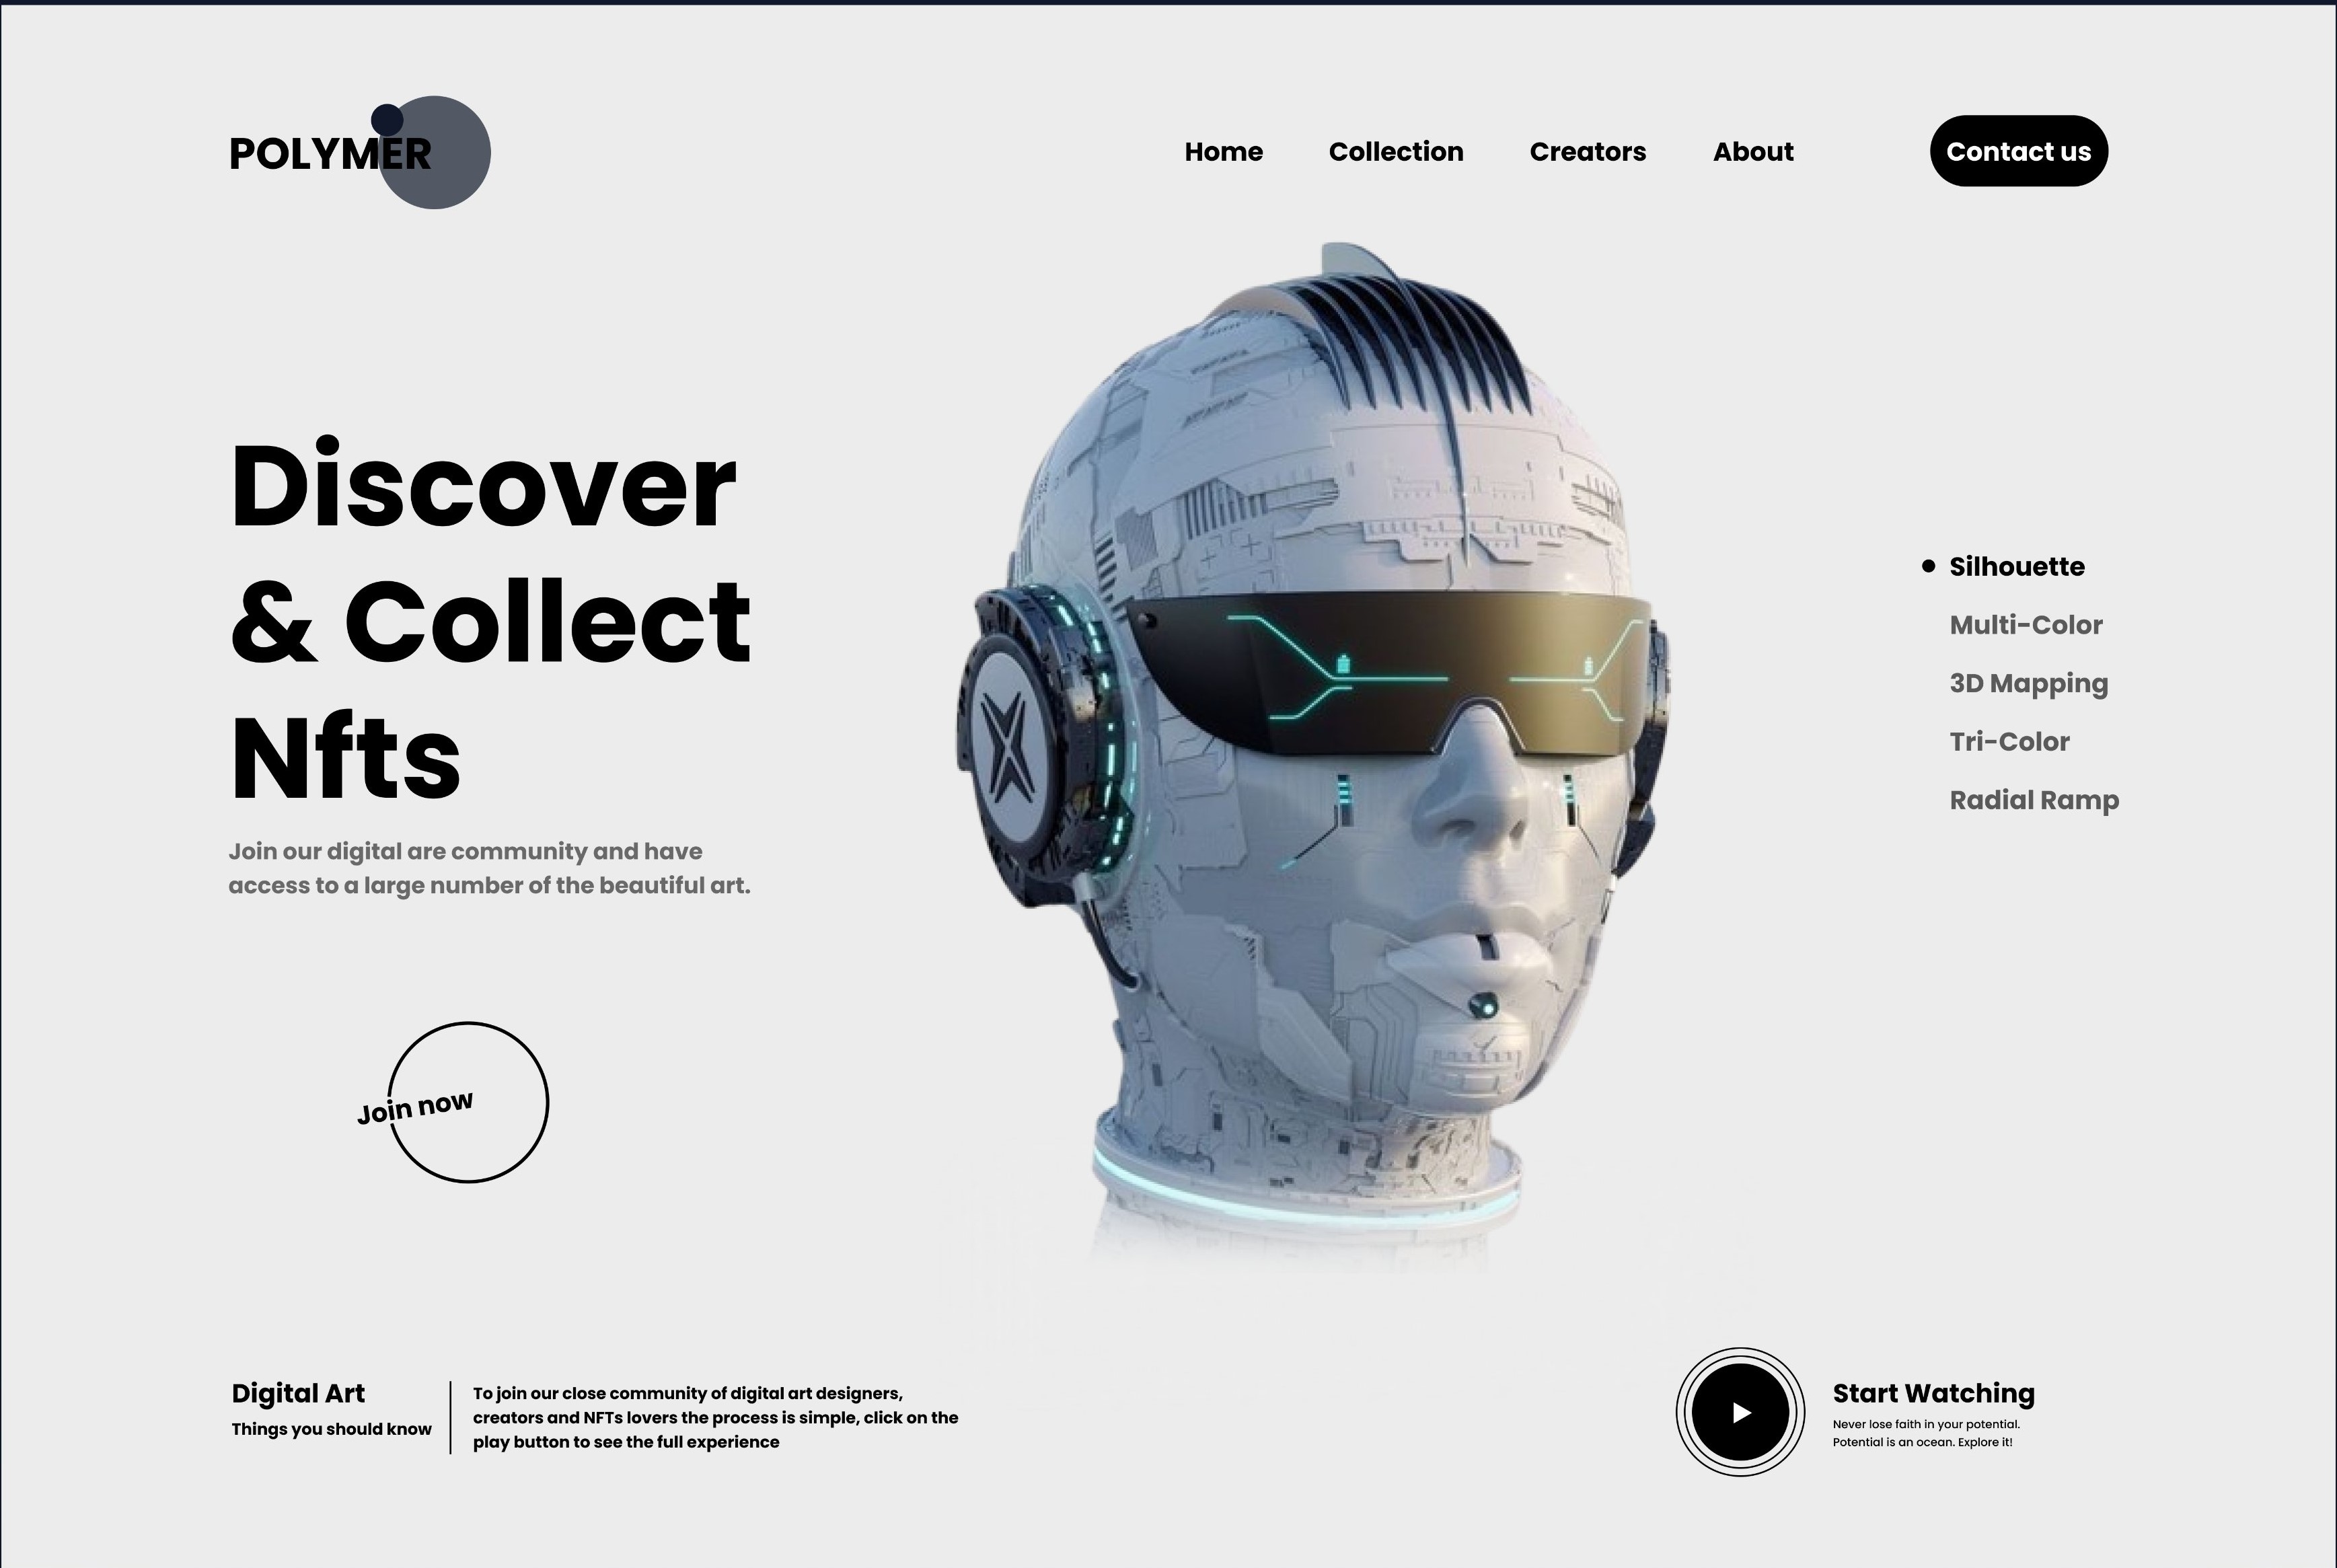 POLYMER
Home Collection Creators About Contact us
Discover
& Collect
Nfts
Join our digital are community and have
access to a large number of the beautiful art.
Silhouette
Multi-Color
3D Mapping
Tri-Color
Radial Ramp
Join now
Digital Art
Things you should know
To join our close community of digital art designers,
creators and NFTs lovers the process is simple, click on the
play button to see the full experience
Start Watching
Never lose faith in your potential.
Potential is an ocean. Explore it!